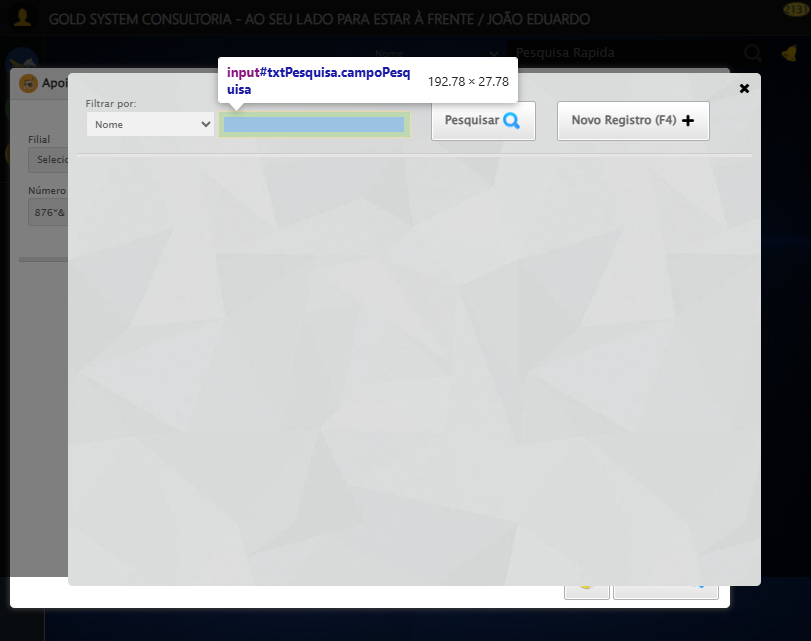 GOLD SYSTEM CONSULTORIA - AO SEU LADO PARA ESTAR À FRENTE / JOÃO EDUARDO
213
Nome
Pesquisa Rapida
Apoi
input#txtPesquisa.campoPesq
uisa
192.78 × 27.78
Filtrar por:
Nome
Pesquisar
Novo Registro (F4)
Filial
Selecio
Número
876"&